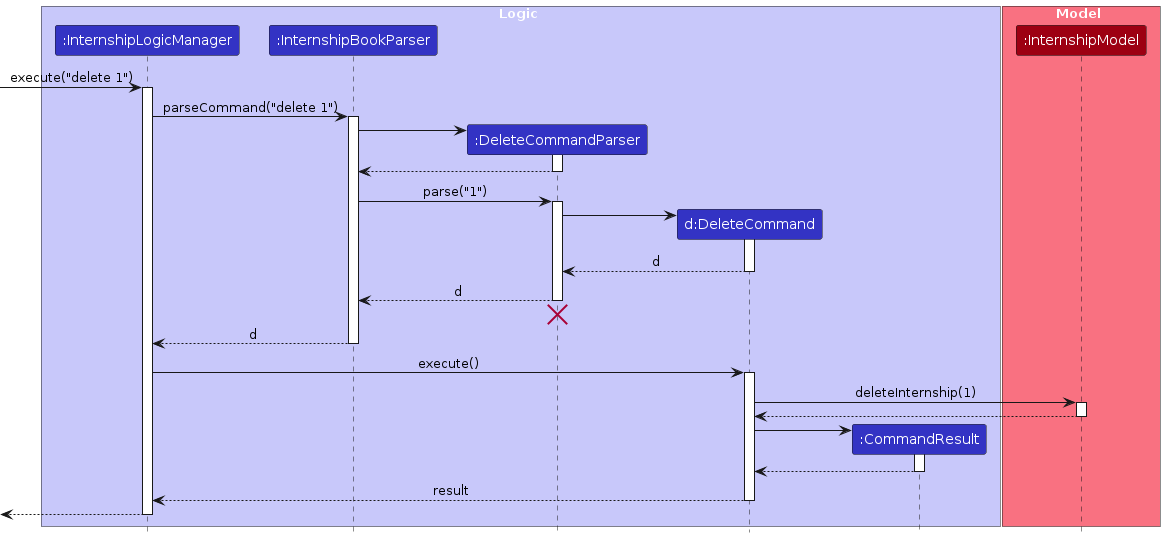 Logic
Model
:InternshipLogicManager
:InternshipBookParser
:InternshipModel
execute("delete 1")
parseCommand("delete 1")
:DeleteCommandParser
parse("1")
d:DeleteCommand
d
d
d
execute()
deleteInternship(1)
:CommandResult
result